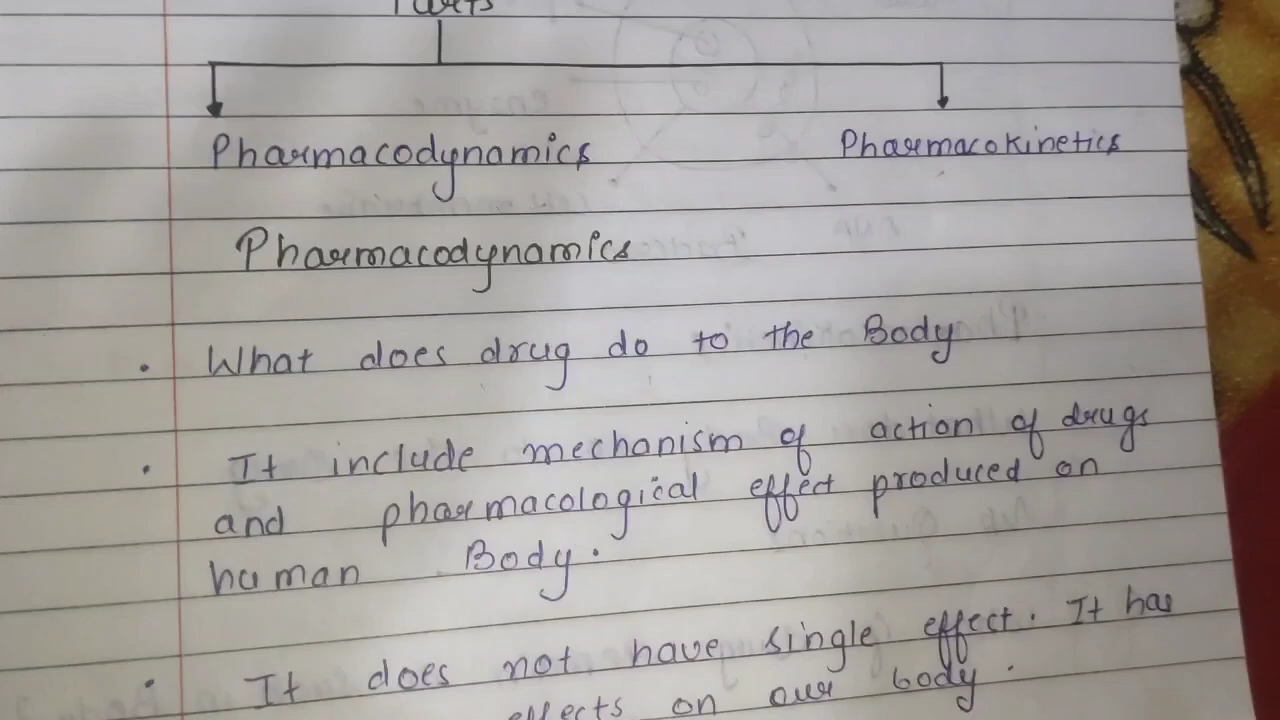 Parts
Pharmacodynamics Pharmacokinetics
Pharmacodynamics
. What does drug do to the Body
. It include mechanism of action of drugs
and pharmacological effect produced on
human Body.
. It does not have single effect. It has
effects on our body.